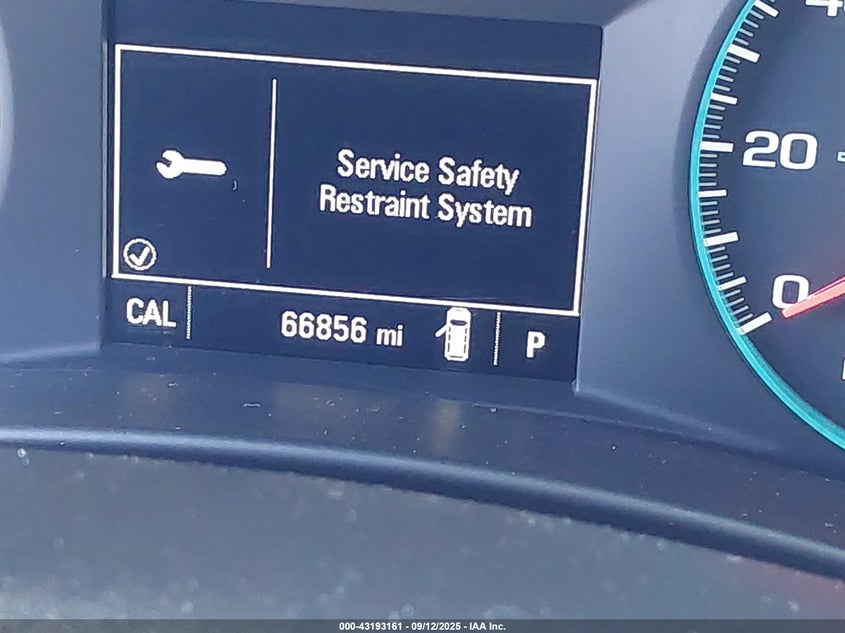 Service Safety
Restraint System
CAL
66856 mi
P
20
0
000-43193161 - 09/12/2025 - IAA Inc.